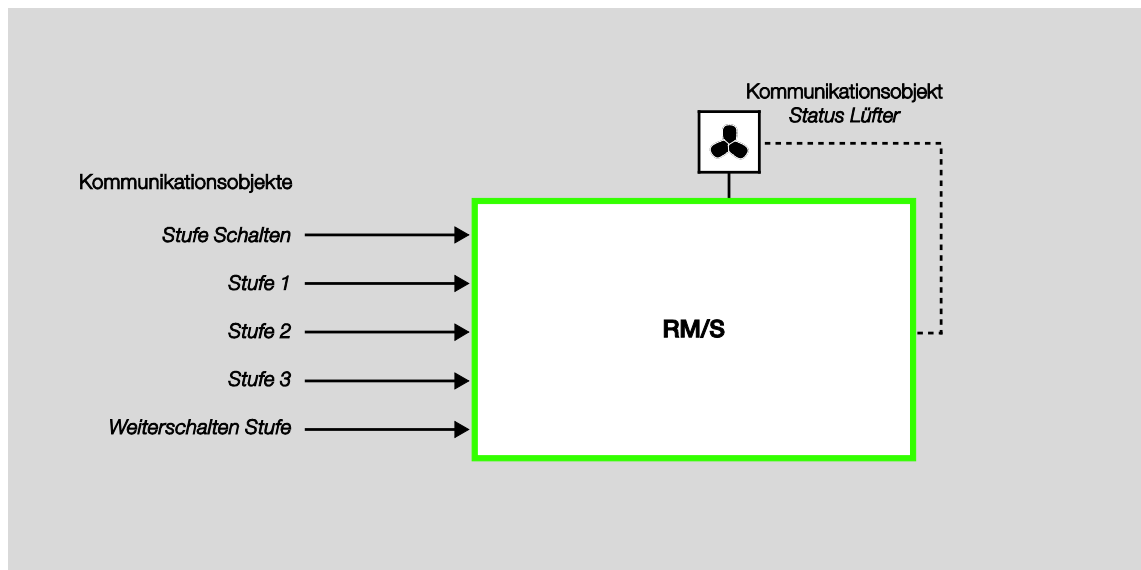 Kommunikationsobjekt
Status Lüfter
Kommunikationsobjekte
Stufe Schalten
Stufe 1
Stufe 2
Stufe 3
Weiterschalten Stufe
RM/S